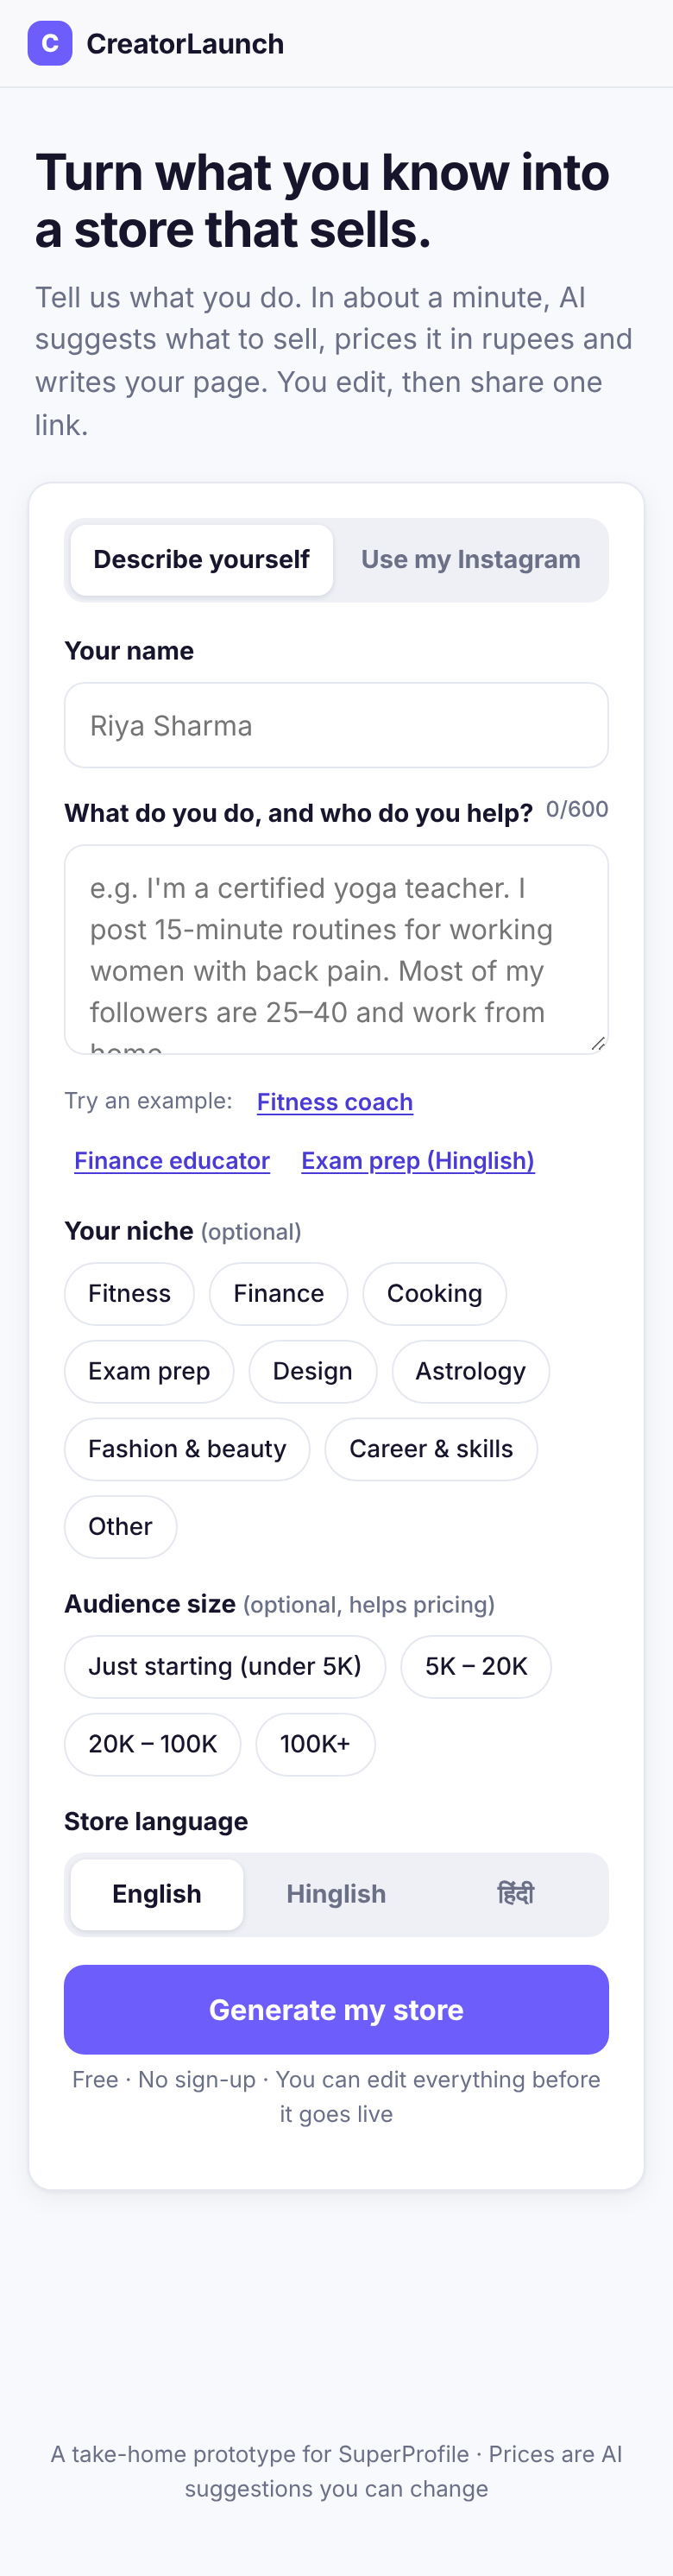 C CreatorLaunch
Turn what you know into
a store that sells.
Tell us what you do. In about a minute, AI
suggests what to sell, prices it in rupees and
writes your page. You edit, then share one
link.
Describe yourself Use my Instagram
Your name
Riya Sharma
What do you do, and who do you help? 0/600
e.g. I'm a certified yoga teacher. I
post 15-minute routines for working
women with back pain. Most of my
followers are 25–40 and work from
home
Try an example: Fitness coach
Finance educator Exam prep (Hinglish)
Your niche (optional)
Fitness Finance Cooking
Exam prep Design Astrology
Fashion & beauty Career & skills
Other
Audience size (optional, helps pricing)
Just starting (under 5K) 5K – 20K
20K – 100K 100K+
Store language
English Hinglish हिंदी
Generate my store
Free · No sign-up · You can edit everything before
it goes live
A take-home prototype for SuperProfile · Prices are AI
suggestions you can change